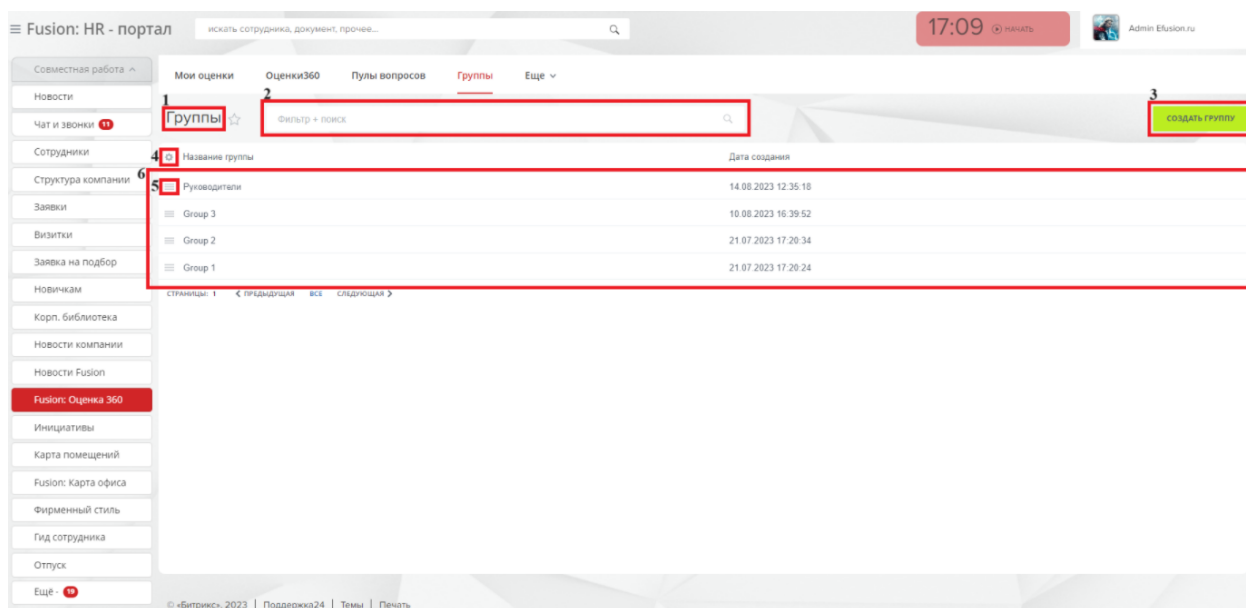 ≡ Fusion: HR - портал
искать сотрудника, документ, прочее...
17:09 НАЧАТЬ
Admin Efusion.ru
Совместная работа
Новости
Чат и звонки 11
Сотрудники
Структура компании
Заявки
Визитки
Заявка на подбор
Новичкам
Корп. библиотека
Новости компании
Новости Fusion
Fusion: Оценка 360
Инициативы
Карта помещений
Fusion: Карта офиса
Фирменный стиль
Гид сотрудника
Отпуск
Ещё - 19
Мои оценки Оценки360 Пулы вопросов Группы Еще
1 2 3
Группы Фильтр + поиск СОЗДАТЬ ГРУППУ
4 Название группы Дата создания
6
5 Руководители 14.08.2023 12:35:18
Group 3 10.08.2023 16:39:52
Group 2 21.07.2023 17:20:34
Group 1 21.07.2023 17:20:24
СТРАНИЦЫ: 1 ПРЕДЫДУЩАЯ ВСЕ СЛЕДУЮЩАЯ
© «Битрикс», 2023 | Поддержка24 | Темы | Печать